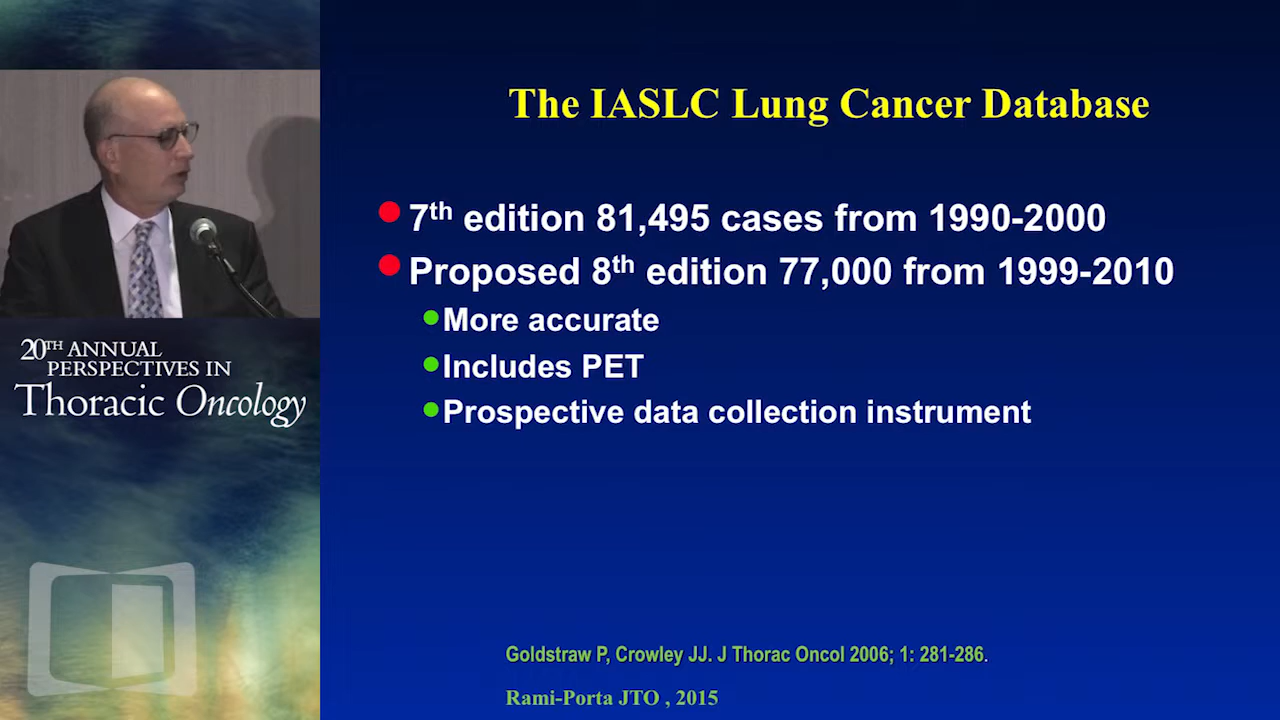 The IASLC Lung Cancer Database
7th edition 81,495 cases from 1990-2000
Proposed 8th edition 77,000 from 1999-2010
More accurate
Includes PET
Prospective data collection instrument
20TH ANNUAL
PERSPECTIVES IN
Thoracic Oncology
Goldstraw P, Crowley JJ. J Thorac Oncol 2006; 1: 281-286.
Rami-Porta JTO , 2015